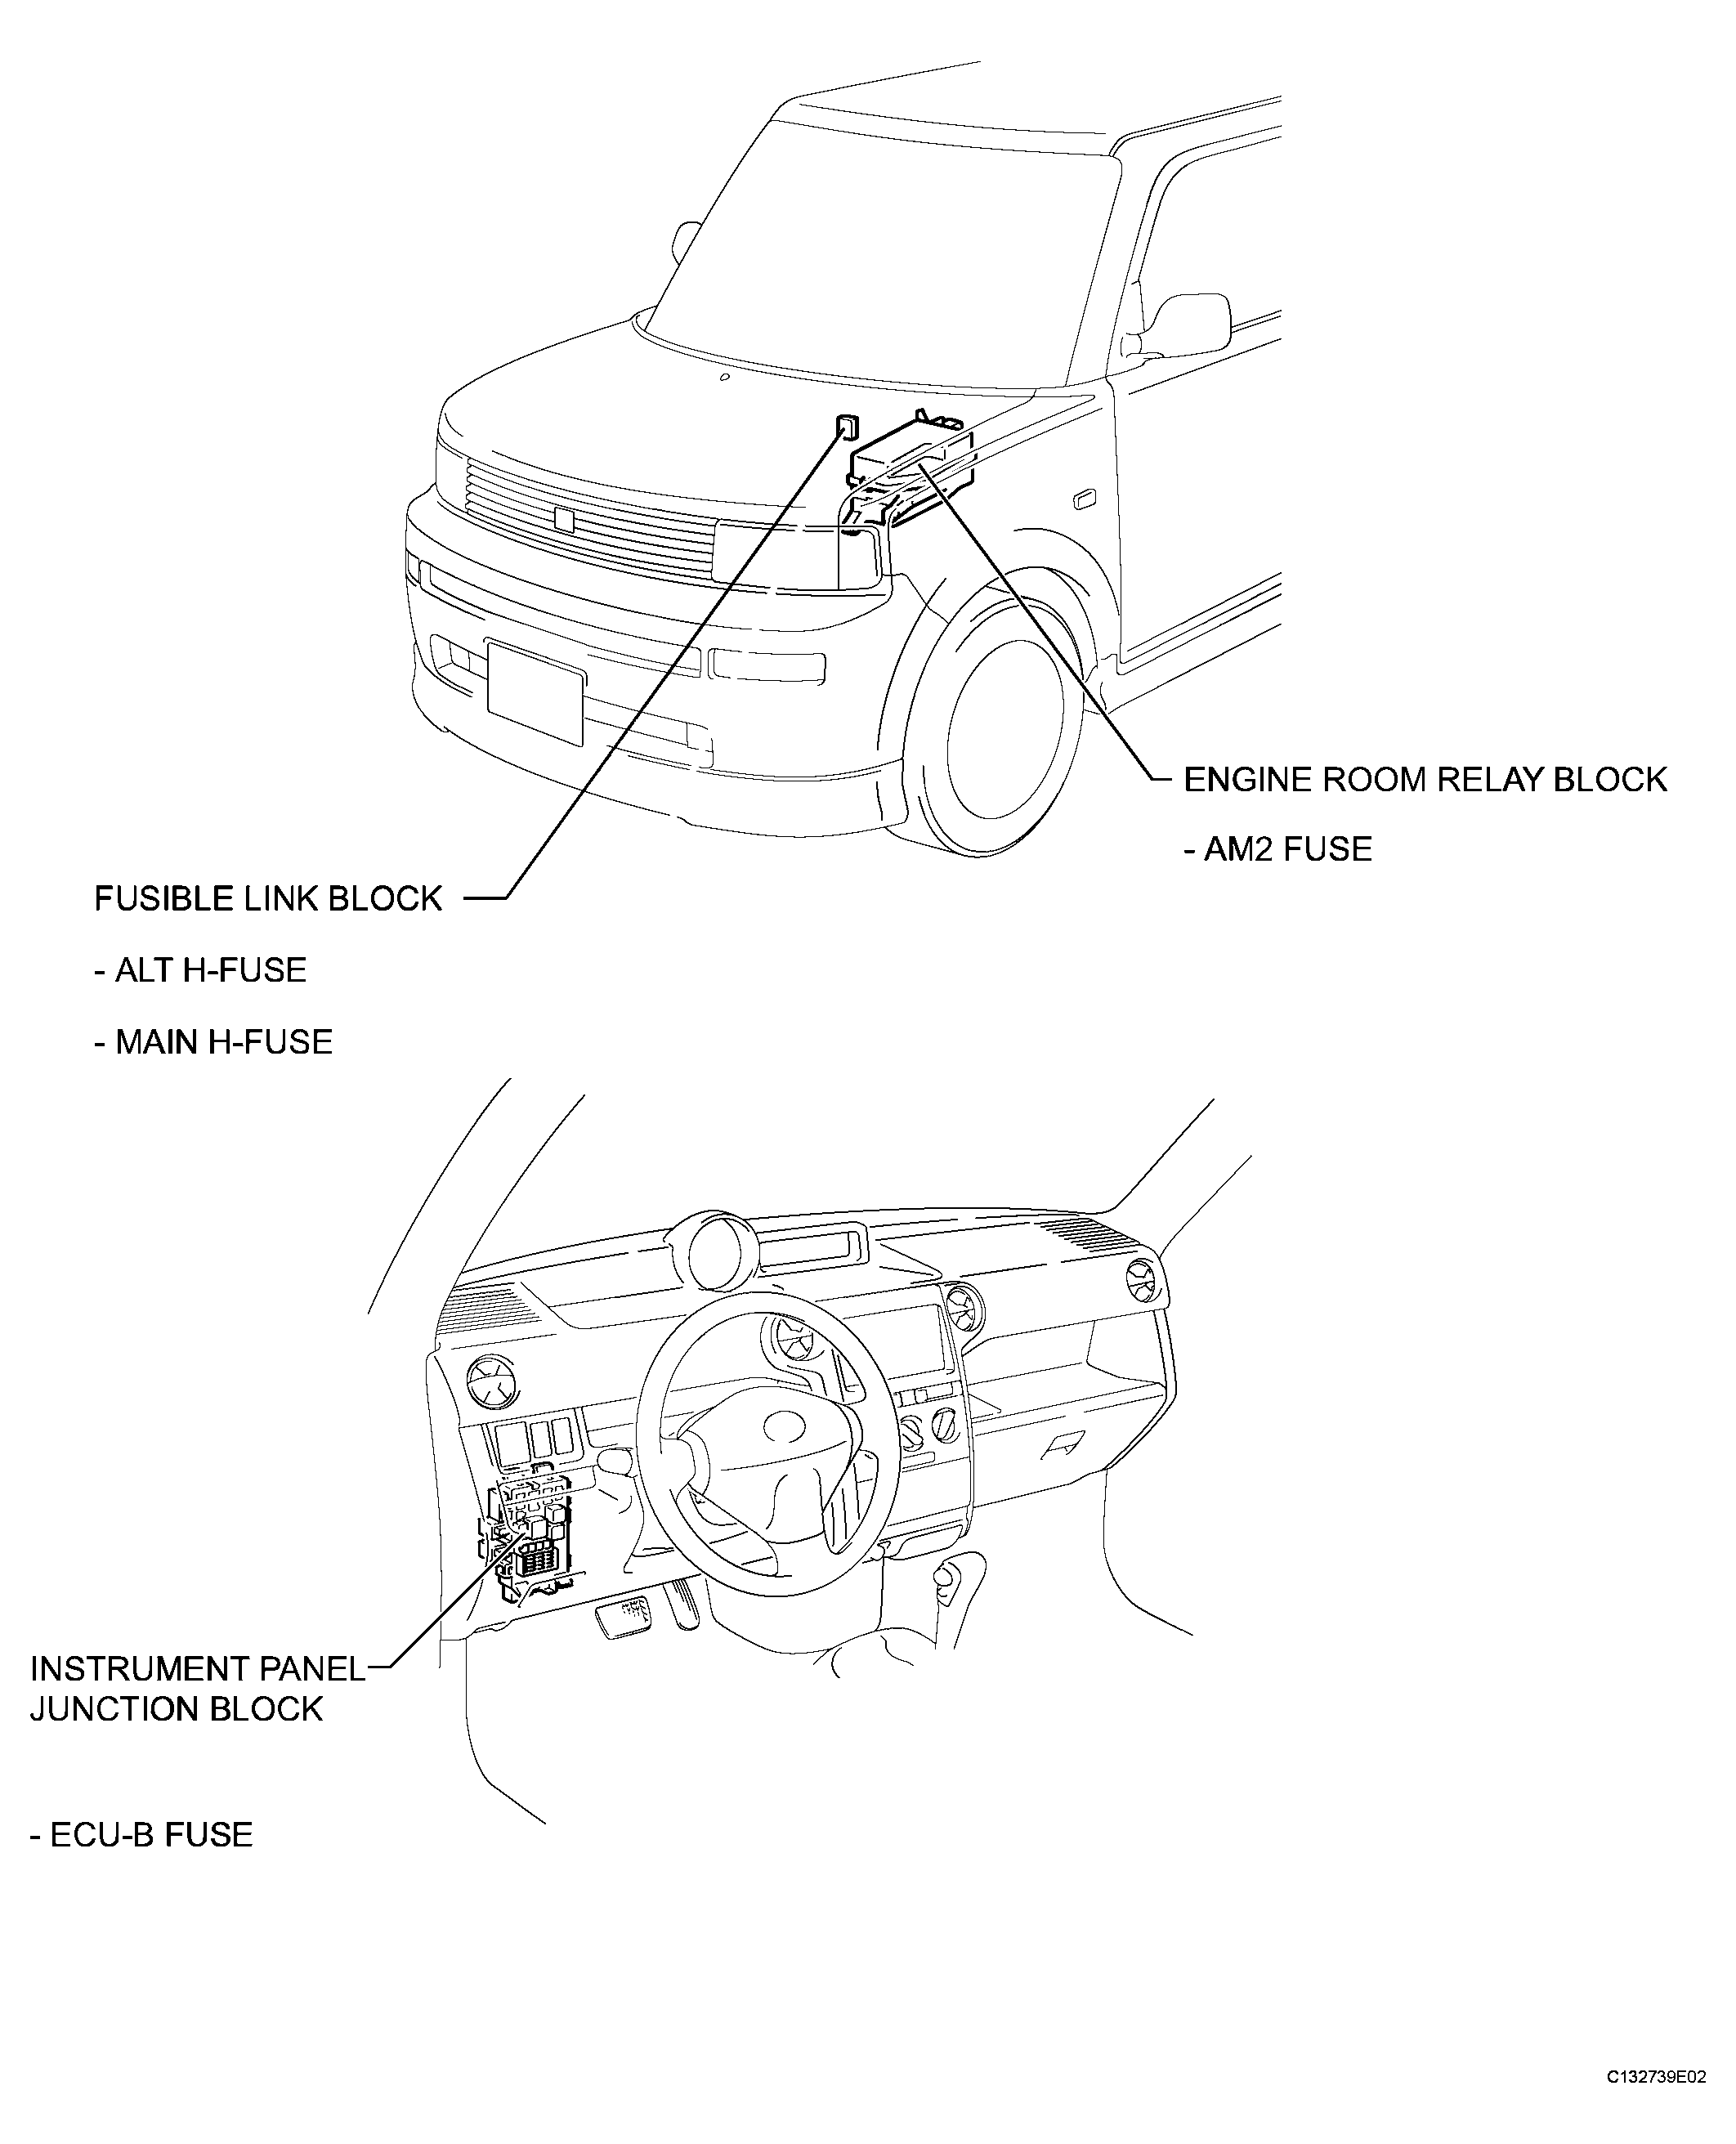 ENGINE ROOM RELAY BLOCK
- AM2 FUSE
FUSIBLE LINK BLOCK
- ALT H-FUSE
- MAIN H-FUSE
INSTRUMENT PANEL
JUNCTION BLOCK
- ECU-B FUSE
C132739E02